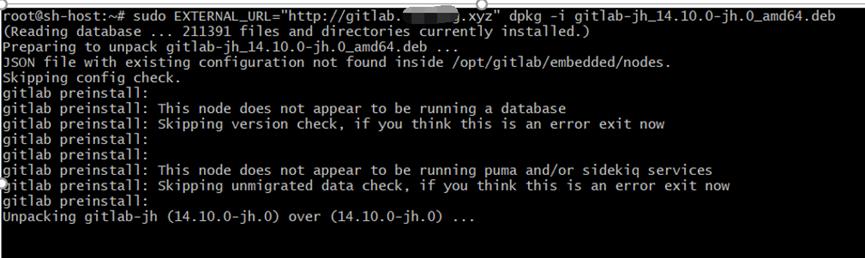 root@sh-host:~# sudo EXTERNAL_URL="http://gitlab. g.xyz" dpkg -i gitlab-jh_14.10.0-jh.0_amd64.deb
(Reading database ... 211391 files and directories currently installed.)
Preparing to unpack gitlab-jh_14.10.0-jh.0_amd64.deb ...
JSON file with existing configuration not found inside /opt/gitlab/embedded/nodes.
Skipping config check.
gitlab preinstall:
gitlab preinstall: This node does not appear to be running a database
gitlab preinstall: Skipping version check, if you think this is an error exit now
gitlab preinstall:
gitlab preinstall:
gitlab preinstall: This node does not appear to be running puma and/or sidekiq services
gitlab preinstall: Skipping unmigrated data check, if you think this is an error exit now
gitlab preinstall:
Unpacking gitlab-jh (14.10.0-jh.0) over (14.10.0-jh.0) ...